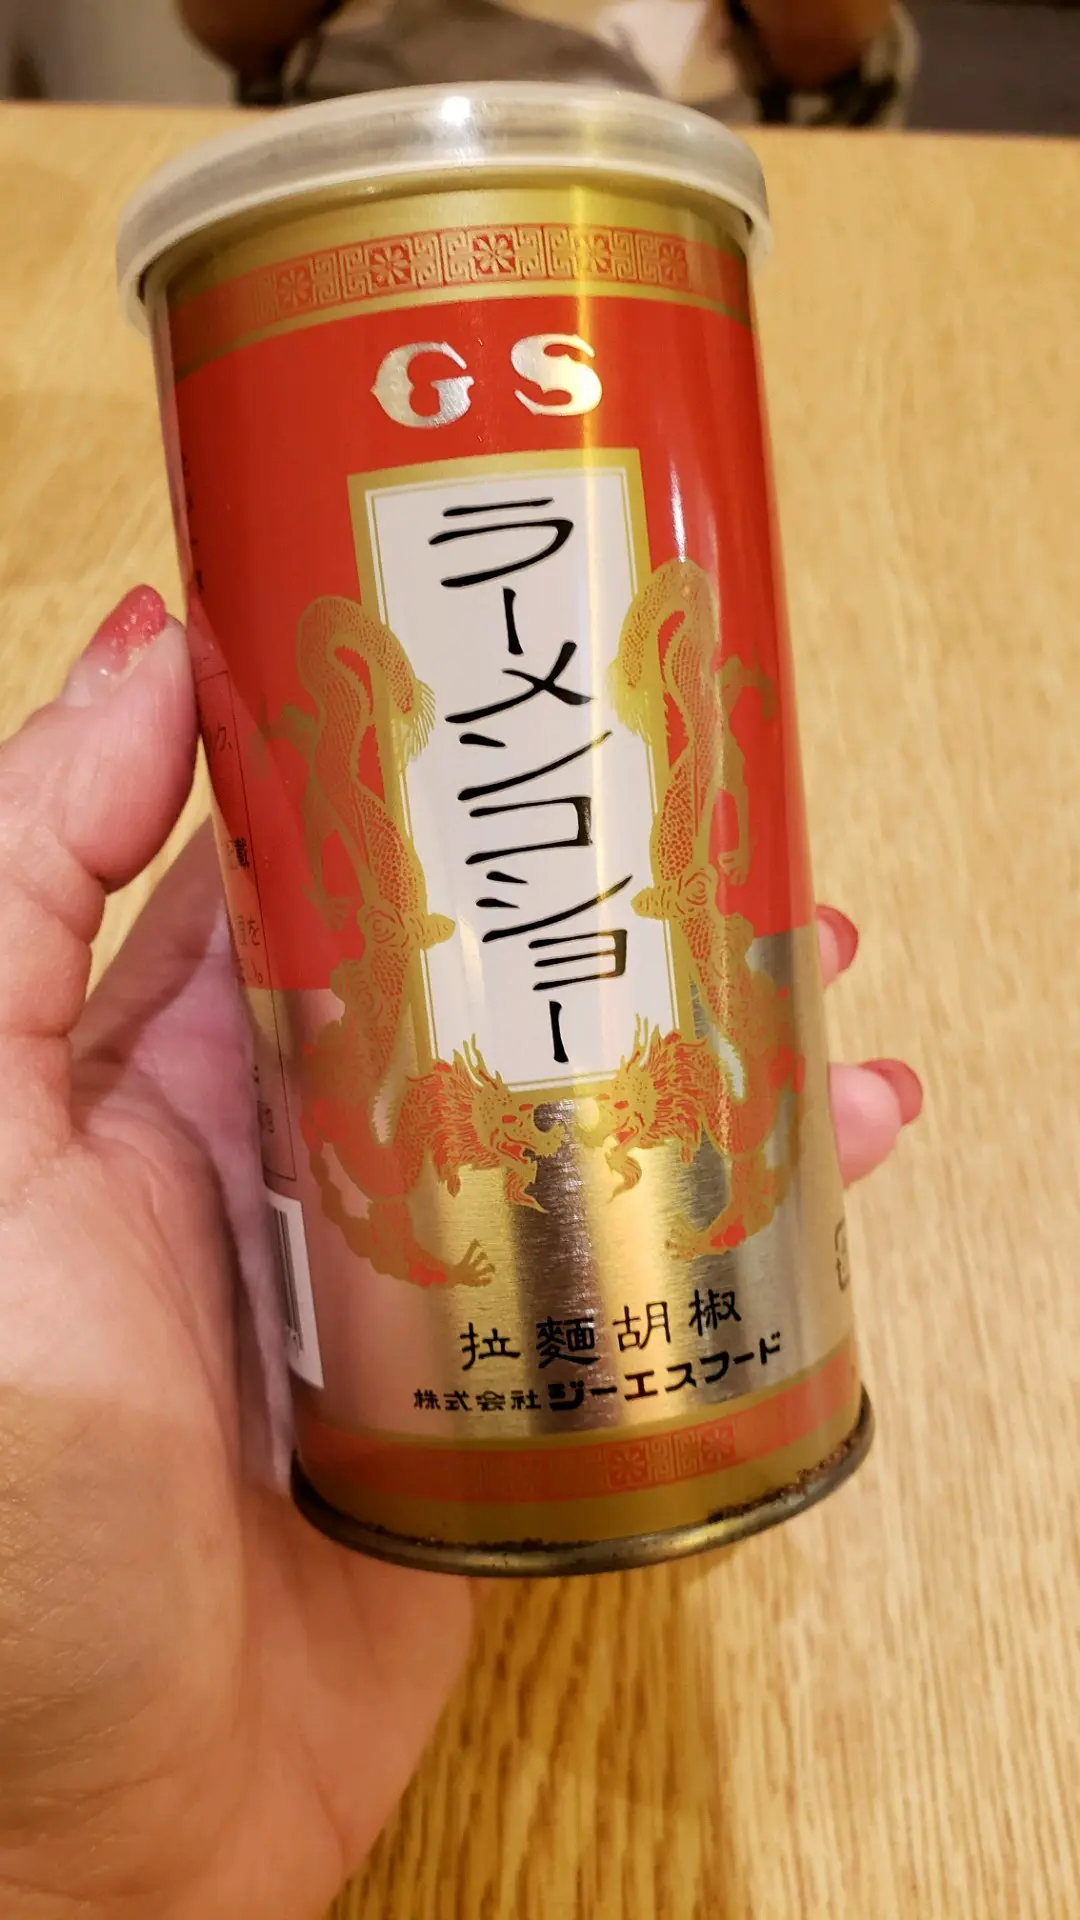 GS
ラーメンコショー
拉麺胡椒
株式会社ジーエスフード